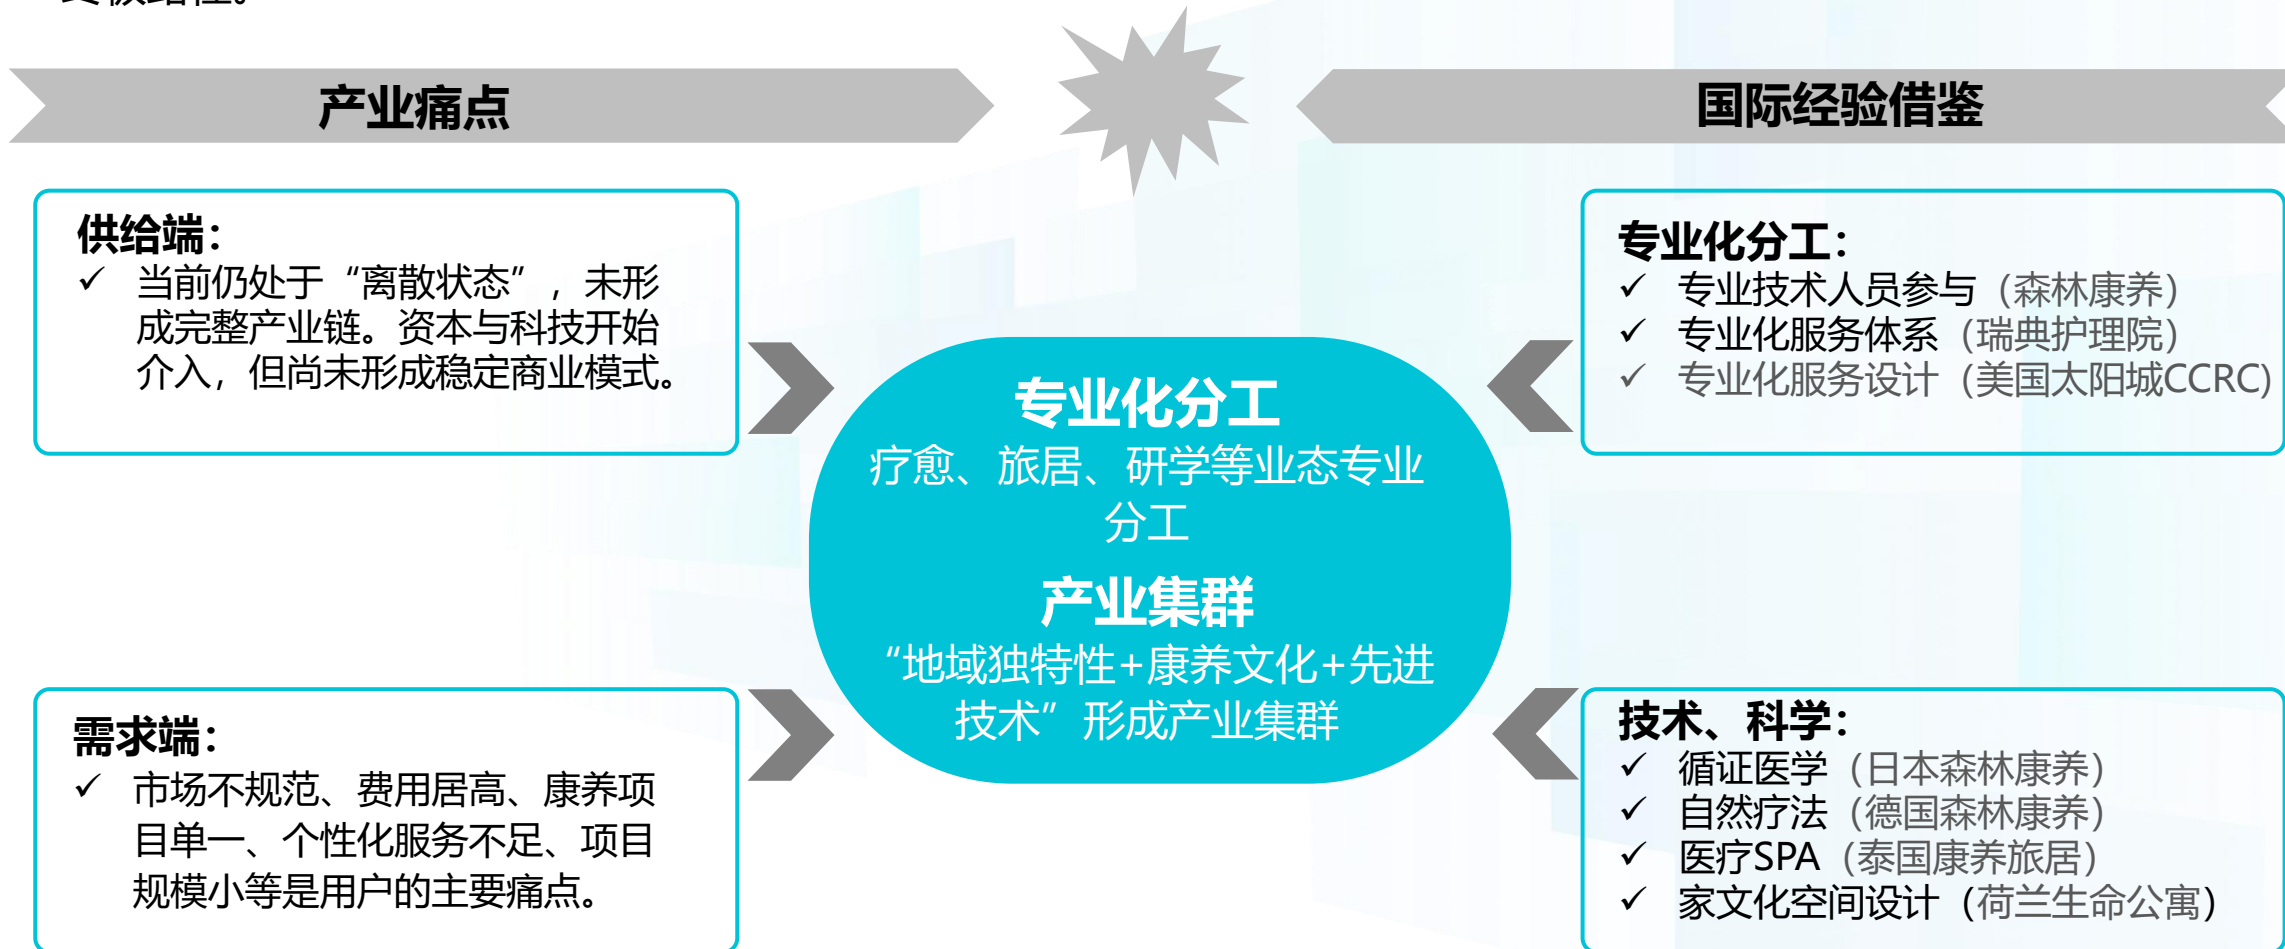 产业痛点
国际经验借鉴
供给端：
✓ 当前仍处于“离散状态”，未形
成完整产业链。资本与科技开始
介入，但尚未形成稳定商业模式。
需求端：
✓ 市场不规范、费用居高、康养项
目单一、个性化服务不足、项目
规模小等是用户的主要痛点。
专业化分工
疗愈、旅居、研学等业态专业
分工
产业集群
“地域独特性+康养文化+先进
技术”形成产业集群
专业化分工：
✓ 专业技术人员参与（森林康养）
✓ 专业化服务体系（瑞典护理院）
✓ 专业化服务设计（美国太阳城CCRC)
技术、科学：
✓ 循证医学（日本森林康养）
✓ 自然疗法（德国森林康养）
✓ 医疗SPA（泰国康养旅居）
✓ 家文化空间设计（荷兰生命公寓）